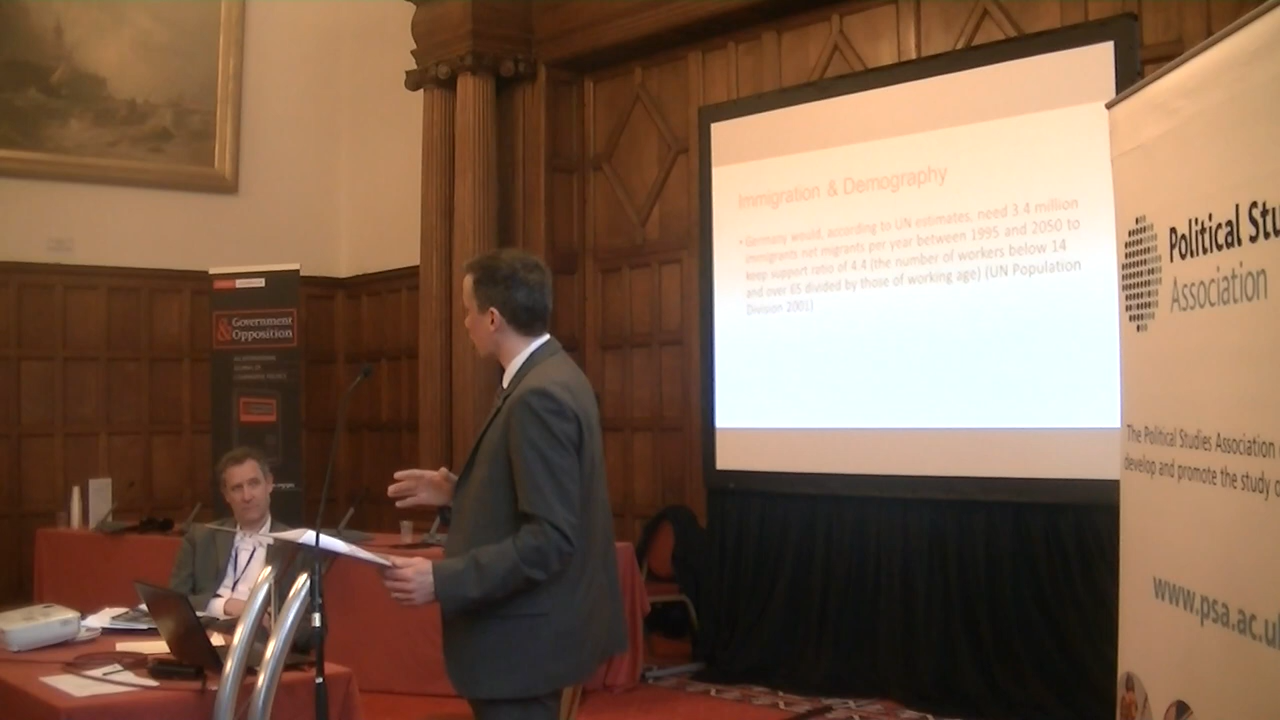 Immigration & Demography
• Germany would, according to UN estimates, need 3.4 million
immigrants net migrants per year between 1995 and 2050 to
keep support ratio of 4.4 (the number of workers below 14
and over 65 divided by those of working age) (UN Population
Division 2001)
Government
& Opposition
Political Stu
Association
The Political Studies Association
develop and promote the study o
www.psa.ac.u